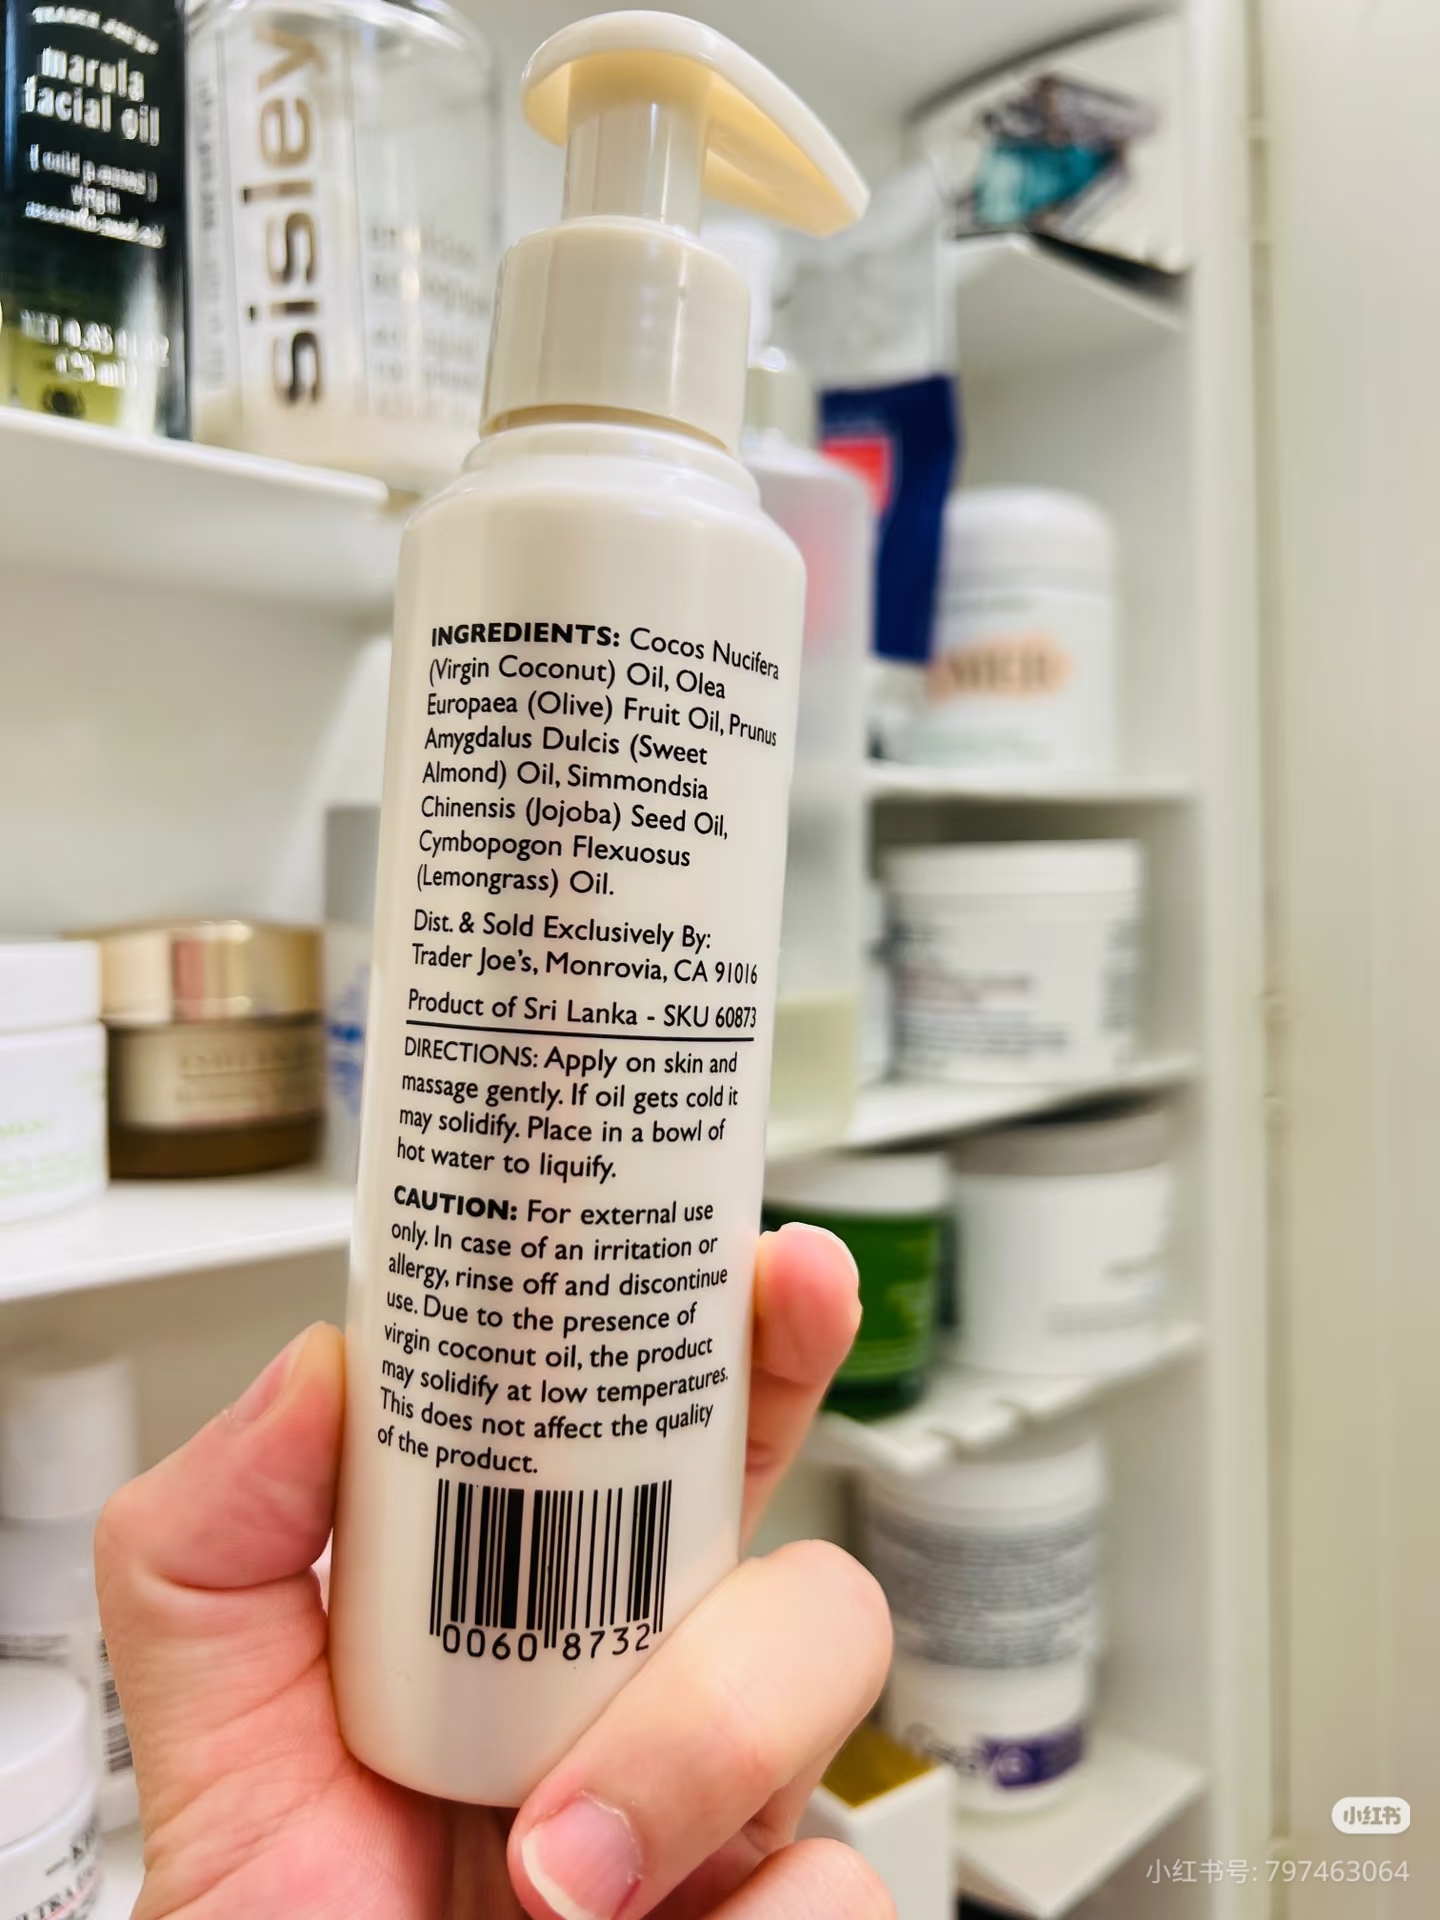 TRADER JOE'S
marula
facial oil
virgin
sisley
INGREDIENTS: Cocos Nucifera
(Virgin Coconut) Oil, Olea
Europaea (Olive) Fruit Oil, Prunus
Amygdalus Dulcis (Sweet
Almond) Oil, Simmondsia
Chinensis (Jojoba) Seed Oil,
Cymbopogon Flexuosus
(Lemongrass) Oil.
Dist. & Sold Exclusively By:
Trader Joe's, Monrovia, CA 91016
Product of Sri Lanka - SKU 60873
DIRECTIONS: Apply on skin and
massage gently. If oil gets cold it
may solidify. Place in a bowl of
hot water to liquify.
CAUTION: For external use
only. In case of an irritation or
allergy, rinse off and discontinue
use. Due to the presence of
virgin coconut oil, the product
may solidify at low temperatures.
This does not affect the quality
of the product.
0060 8732
小红书
小红书号: 797463064